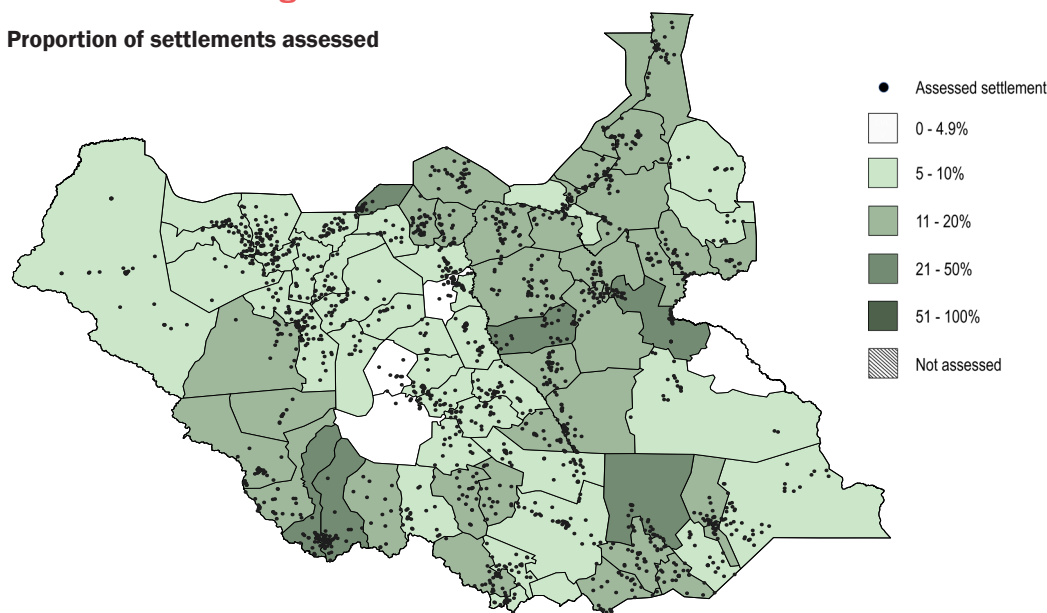 Proportion of settlements assessed
Assessed settlement
0 - 4.9%
5 - 10%
11 - 20%
21 - 50%
51 - 100%
Not assessed